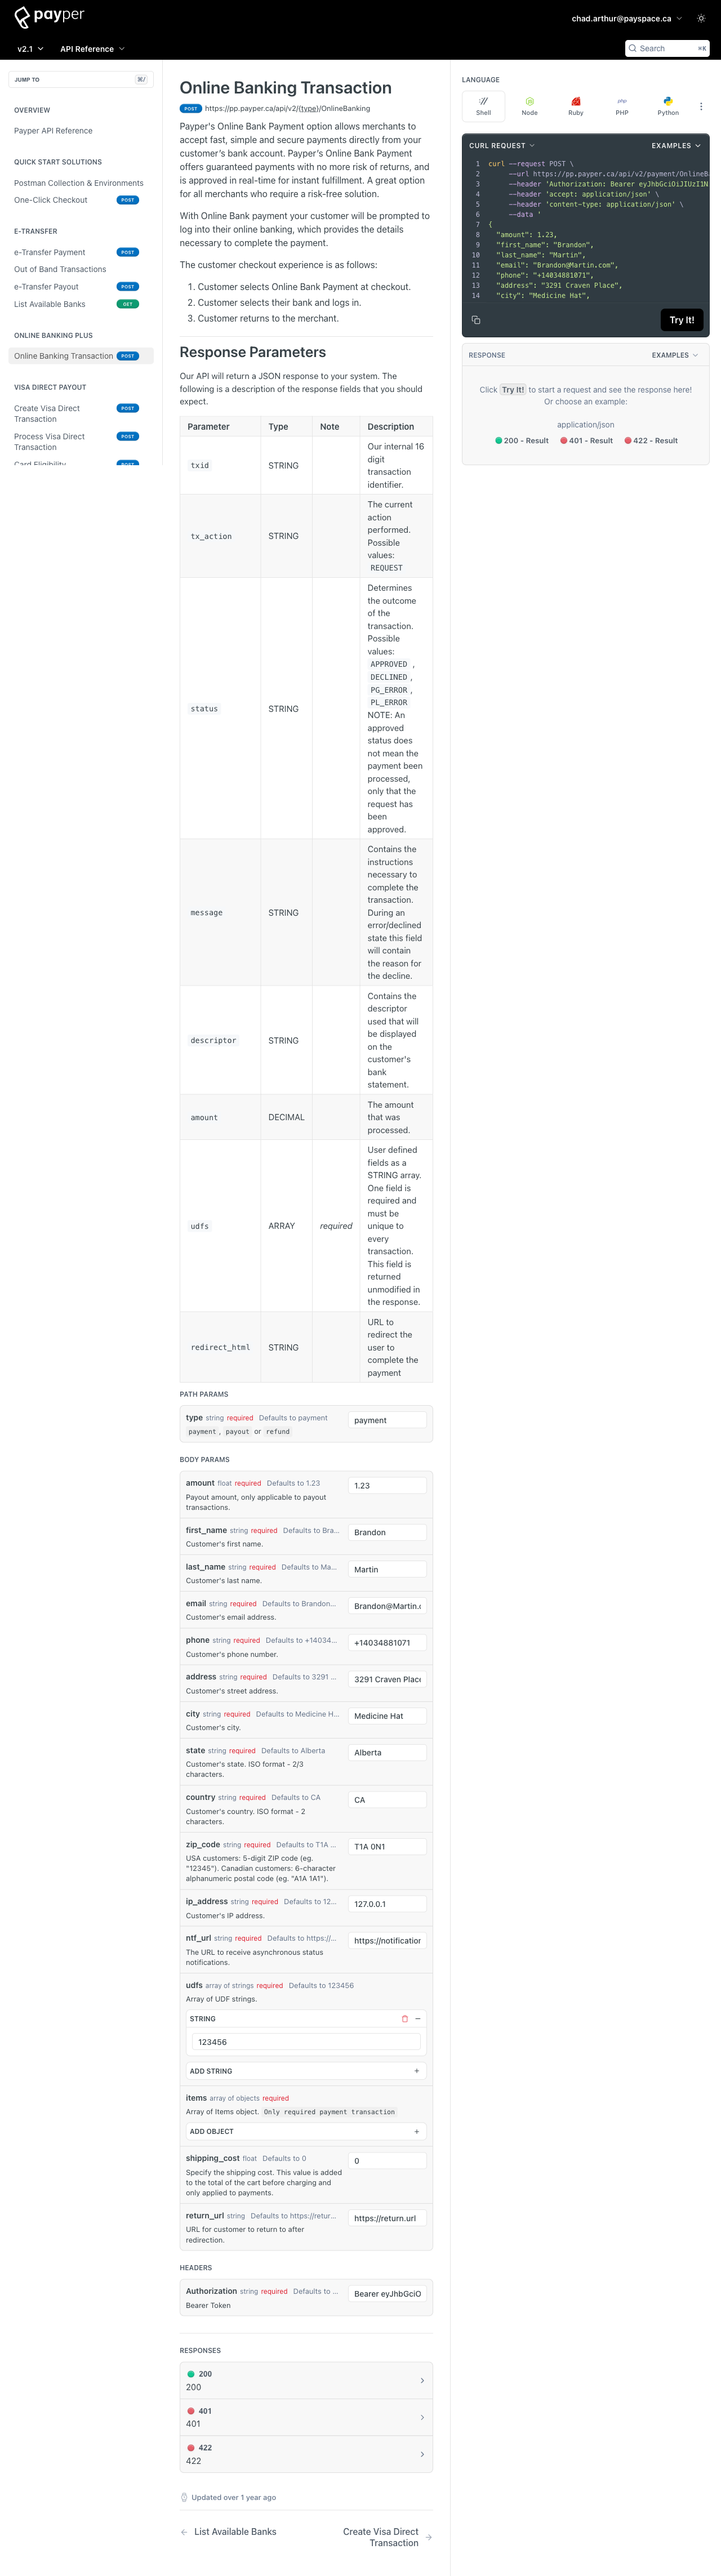 payper
chad.arthur@payspace.ca
v2.1
API Reference
Search
⌘K
JUMP TO
⌘/
OVERVIEW
Payper API Reference
QUICK START SOLUTIONS
Postman Collection & Environments
One-Click Checkout POST
E-TRANSFER
e-Transfer Payment POST
Out of Band Transactions
e-Transfer Payout POST
List Available Banks GET
ONLINE BANKING PLUS
Online Banking Transaction POST
VISA DIRECT PAYOUT
Create Visa Direct POST
Transaction
Process Visa Direct POST
Transaction
Card Eligibility POST
Online Banking Transaction
POST https://pp.payper.ca/api/v2/{type}/OnlineBanking
Payper's Online Bank Payment option allows merchants to
accept fast, simple and secure payments directly from your
customer's bank account. Payper's Online Bank Payment
offers guaranteed payments with no more risk of returns, and
is approved in real-time for instant fulfillment. A great option
for all merchants who require a risk-free solution.
With Online Bank payment your customer will be prompted to
log into their online banking, which provides the details
necessary to complete the payment.
The customer checkout experience is as follows:
1. Customer selects Online Bank Payment at checkout.
2. Customer selects their bank and logs in.
3. Customer returns to the merchant.
Response Parameters
Our API will return a JSON response to your system. The
following is a description of the response fields that you should
expect.
Parameter Type Note Description
txid STRING
Our internal 16
digit
transaction
identifier.
tx_action STRING
The current
action
performed.
Possible
values:
REQUEST
status STRING
Determines
the outcome
of the
transaction.
Possible
values:
APPROVED ,
DECLINED ,
PG_ERROR ,
PL_ERROR
NOTE: An
approved
status does
not mean the
payment been
processed,
only that the
request has
been
approved.
message STRING
Contains the
instructions
necessary to
complete the
transaction.
During an
error/declined
state this field
will contain
the reason for
the decline.
descriptor STRING
Contains the
descriptor
used that will
be displayed
on the
customer's
bank
statement.
amount DECIMAL
The amount
that was
processed.
udfs ARRAY required
User defined
fields as a
STRING array.
One field is
required and
must be
unique to
every
transaction.
This field is
returned
unmodified in
the response.
redirect_html STRING
URL to
redirect the
user to
complete the
payment
PATH PARAMS
type string required Defaults to payment
payment , payout or refund
payment
BODY PARAMS
amount float required Defaults to 1.23
Payout amount, only applicable to payout
transactions.
1.23
first_name string required Defaults to Bra…
Customer's first name.
Brandon
last_name string required Defaults to Ma…
Customer's last name.
Martin
email string required Defaults to Brandon…
Customer's email address.
Brandon@Martin.c
phone string required Defaults to +14034…
Customer's phone number.
+14034881071
address string required Defaults to 3291 …
Customer's street address.
3291 Craven Place
city string required Defaults to Medicine H…
Customer's city.
Medicine Hat
state string required Defaults to Alberta
Customer's state. ISO format - 2/3
characters.
Alberta
country string required Defaults to CA
Customer's country. ISO format - 2
characters.
CA
zip_code string required Defaults to T1A …
USA customers: 5-digit ZIP code (eg.
"12345"). Canadian customers: 6-character
alphanumeric postal code (eg. "A1A 1A1").
T1A 0N1
ip_address string required Defaults to 12…
Customer's IP address.
127.0.0.1
ntf_url string required Defaults to https://…
The URL to receive asynchronous status
notifications.
https://notification
udfs array of strings required Defaults to 123456
Array of UDF strings.
STRING
123456
ADD STRING
items array of objects required
Array of Items object. Only required payment transaction
ADD OBJECT
shipping_cost float Defaults to 0
Specify the shipping cost. This value is added
to the total of the cart before charging and
only applied to payments.
0
return_url string Defaults to https://retur…
URL for customer to return to after
redirection.
https://return.url
HEADERS
Authorization string required Defaults to …
Bearer Token
Bearer eyJhbGciO
RESPONSES
200
200
401
401
422
422
Updated over 1 year ago
← List Available Banks
Create Visa Direct →
Transaction
LANGUAGE
Shell
Node
php
Ruby
PHP
Python
CURL REQUEST EXAMPLES
1 curl --request POST \
2 --url https://pp.payper.ca/api/v2/payment/OnlineBa
3 --header 'Authorization: Bearer eyJhbGciOiJIUzI1N
4 --header 'accept: application/json' \
5 --header 'content-type: application/json' \
6 --data '
7 {
8 "amount": 1.23,
9 "first_name": "Brandon",
10 "last_name": "Martin",
11 "email": "Brandon@Martin.com",
12 "phone": "+14034881071",
13 "address": "3291 Craven Place",
14 "city": "Medicine Hat",
Try It!
RESPONSE EXAMPLES
Click Try It! to start a request and see the response here!
Or choose an example:
application/json
200 - Result 401 - Result 422 - Result